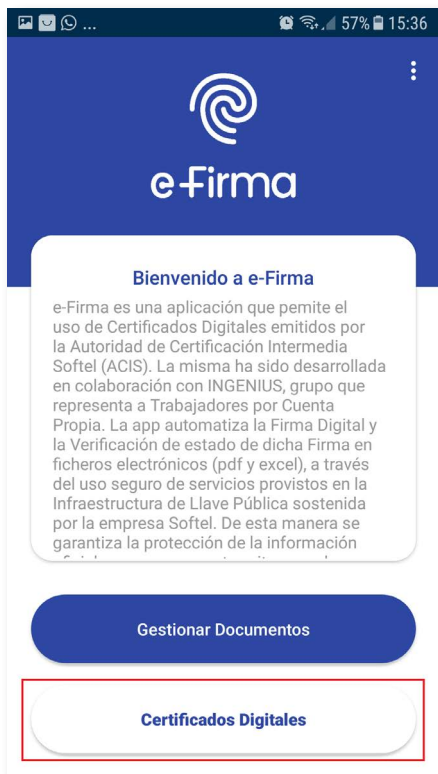 ... 57% 15:36
e-Firma
Bienvenido a e-Firma
e-Firma es una aplicación que pemite el
uso de Certificados Digitales emitidos por
la Autoridad de Certificación Intermedia
Softel (ACIS). La misma ha sido desarrollada
en colaboración con INGENIUS, grupo que
representa a Trabajadores por Cuenta
Propia. La app automatiza la Firma Digital y
la Verificación de estado de dicha Firma en
ficheros electrónicos (pdf y excel), a través
del uso seguro de servicios provistos en la
Infraestructura de Llave Pública sostenida
por la empresa Softel. De esta manera se
garantiza la protección de la información
Gestionar Documentos
Certificados Digitales